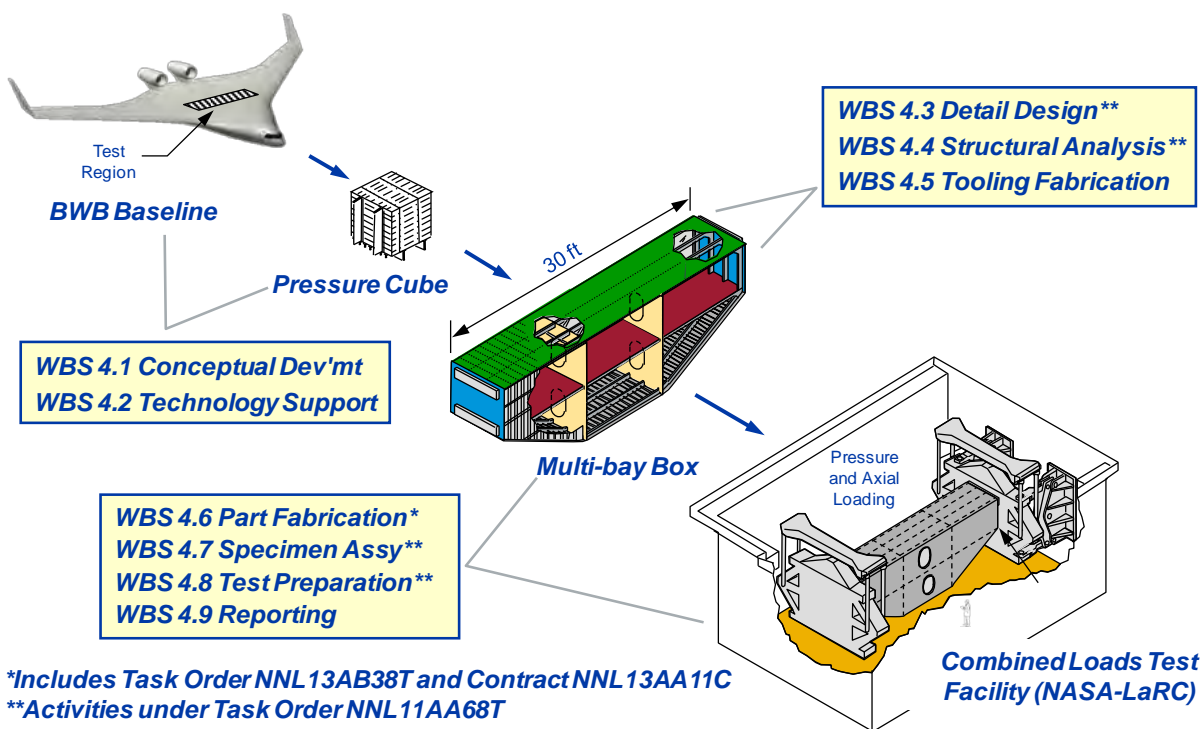 Test
Region
BWB Baseline
Pressure Cube
WBS 4.1 Conceptual Dev'mt
WBS 4.2 Technology Support
30 ft
WBS 4.3 Detail Design**
WBS 4.4 Structural Analysis**
WBS 4.5 Tooling Fabrication
Multi-bay Box
WBS 4.6 Part Fabrication*
WBS 4.7 Specimen Assy**
WBS 4.8 Test Preparation**
WBS 4.9 Reporting
Pressure
and Axial
Loading
Combined Loads Test
Facility (NASA-LaRC)
*Includes Task Order NNL13AB38T and Contract NNL13AA11C
**Activities under Task Order NNL11AA68T